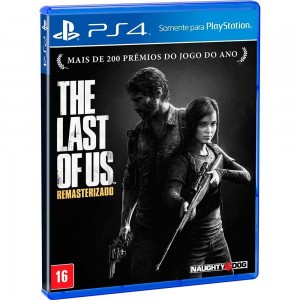 PS4
Somente para PlayStation.
MAIS DE 200 PRÊMIOS DO JOGO DO ANO
THE LAST OF US
REMASTERIZADO
16
NAUGHTY DOG